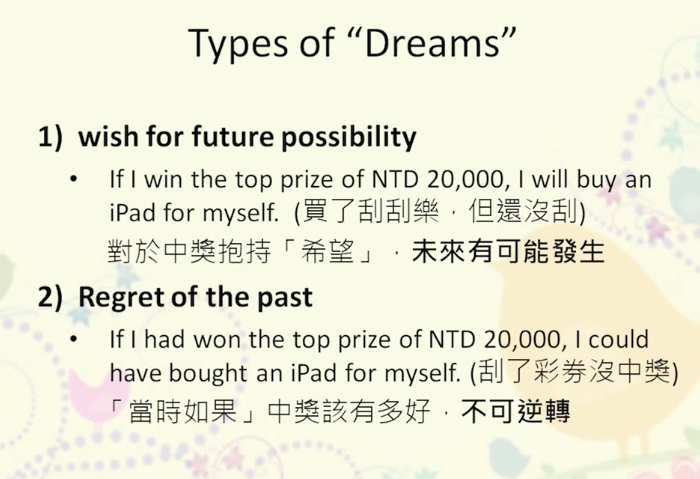 Types of “Dreams”
1) wish for future possibility
• If I win the top prize of NTD 20,000, I will buy an
iPad for myself. (買了刮刮樂，但還沒刮)
對於中獎抱持「希望」，未來有可能發生
2) Regret of the past
• If I had won the top prize of NTD 20,000, I could
have bought an iPad for myself. (刮了彩券沒中獎)
「當時如果」中獎該有多好，不可逆轉